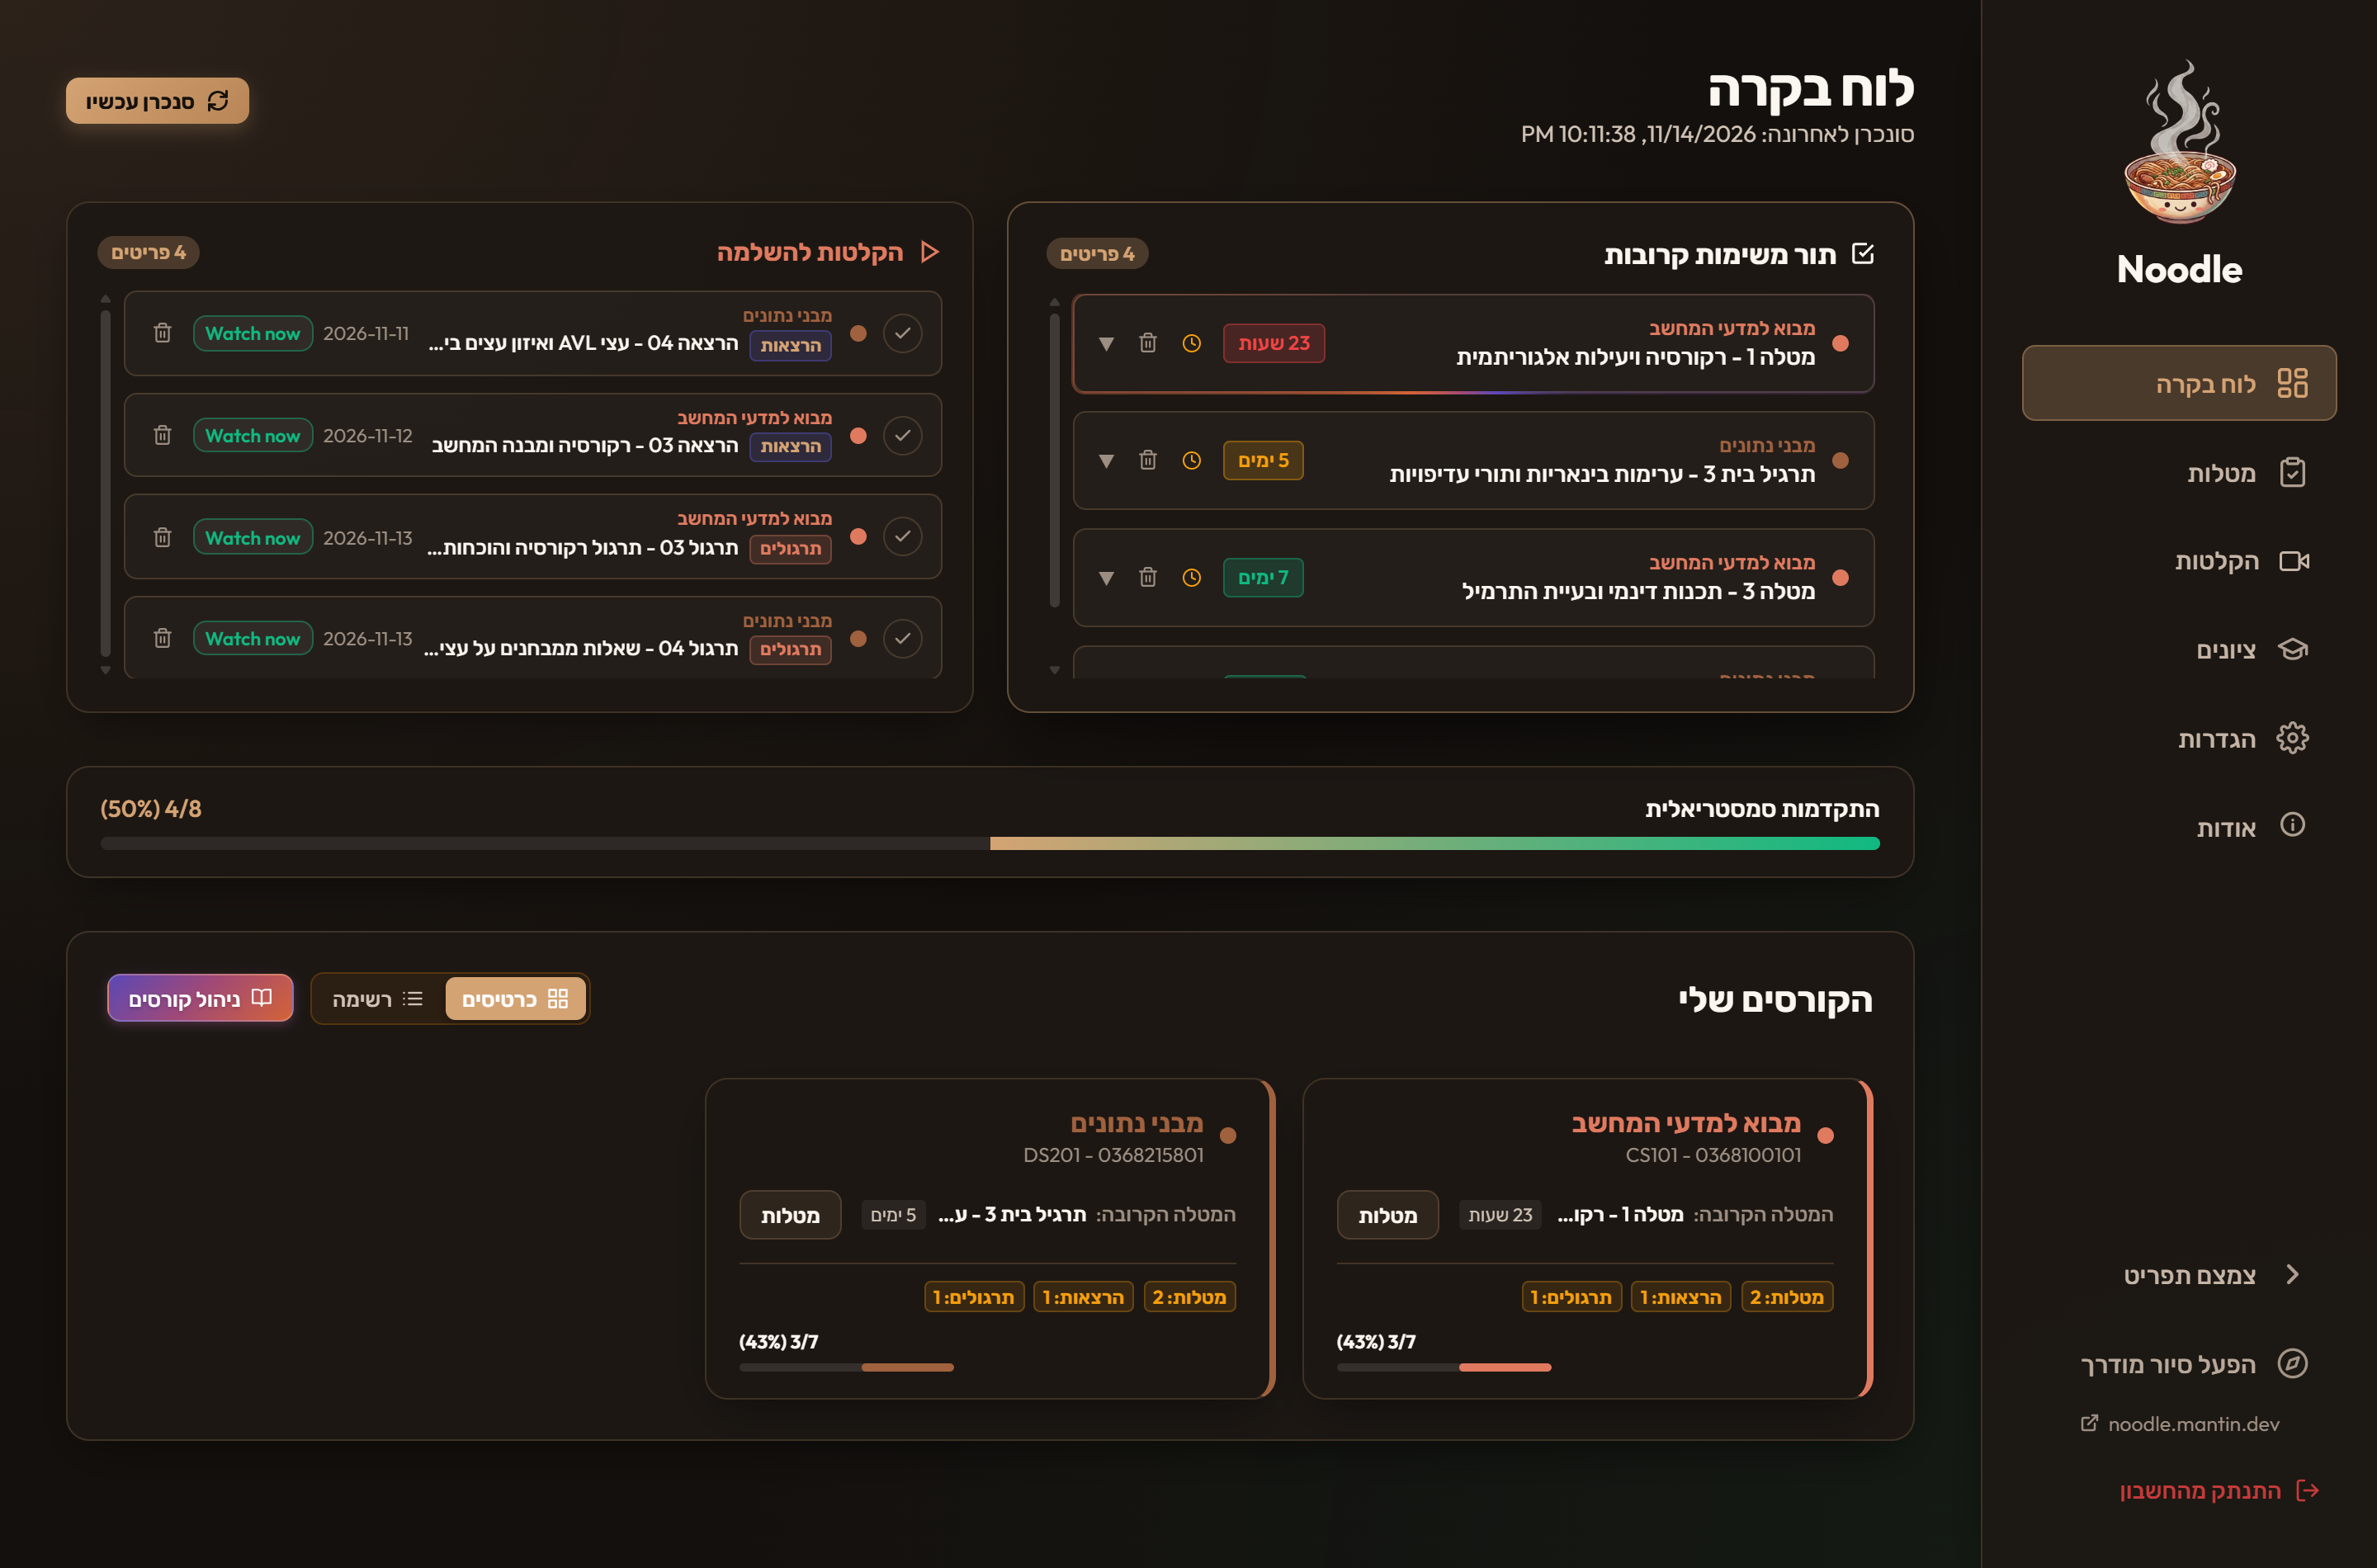 Noodle
לוח בקרה
מטלות
הקלטות
ציונים
הגדרות
אודות
צמצם תפריט
הפעל סיור מודרך
noodle.mantin.dev
התנתק מהחשבון
לוח בקרה
סונכרן לאחרונה: 11/14/2026, 10:11:38 PM
סנכרן עכשיו
תור משימות קרובות
4 פריטים
מבוא למדעי המחשב
מטלה 1 - רקורסיה ויעילות אלגוריתמית
23 שעות
מבני נתונים
תרגיל בית 3 - ערימות בינאריות ותורי עדיפויות
5 ימים
מבוא למדעי המחשב
מטלה 3 - תכנות דינמי ובעיית התרמיל
7 ימים
מבני נתונים
הקלטות להשלמה
4 פריטים
מבני נתונים
הרצאות הרצאה 04 - עצי AVL ואיזון עצים בי...
2026-11-11
Watch now
מבוא למדעי המחשב
הרצאות הרצאה 03 - רקורסיה ומבנה המחשב
2026-11-12
Watch now
מבוא למדעי המחשב
תרגולים תרגול 03 - תרגול רקורסיה והוכחות...
2026-11-13
Watch now
מבני נתונים
תרגולים תרגול 04 - שאלות ממבחנים על עצי...
2026-11-13
Watch now
התקדמות סמסטריאלית
4/8 (50%)
הקורסים שלי
כרטיסים
רשימה
ניהול קורסים
מבוא למדעי המחשב
CS101 - 0368100101
המטלה הקרובה: מטלה 1 - רקו... 23 שעות
מטלות
מטלות: 2 הרצאות: 1 תרגולים: 1
3/7 (43%)
מבני נתונים
DS201 - 0368215801
המטלה הקרובה: תרגיל בית 3 - ע... 5 ימים
מטלות
מטלות: 2 הרצאות: 1 תרגולים: 1
3/7 (43%)